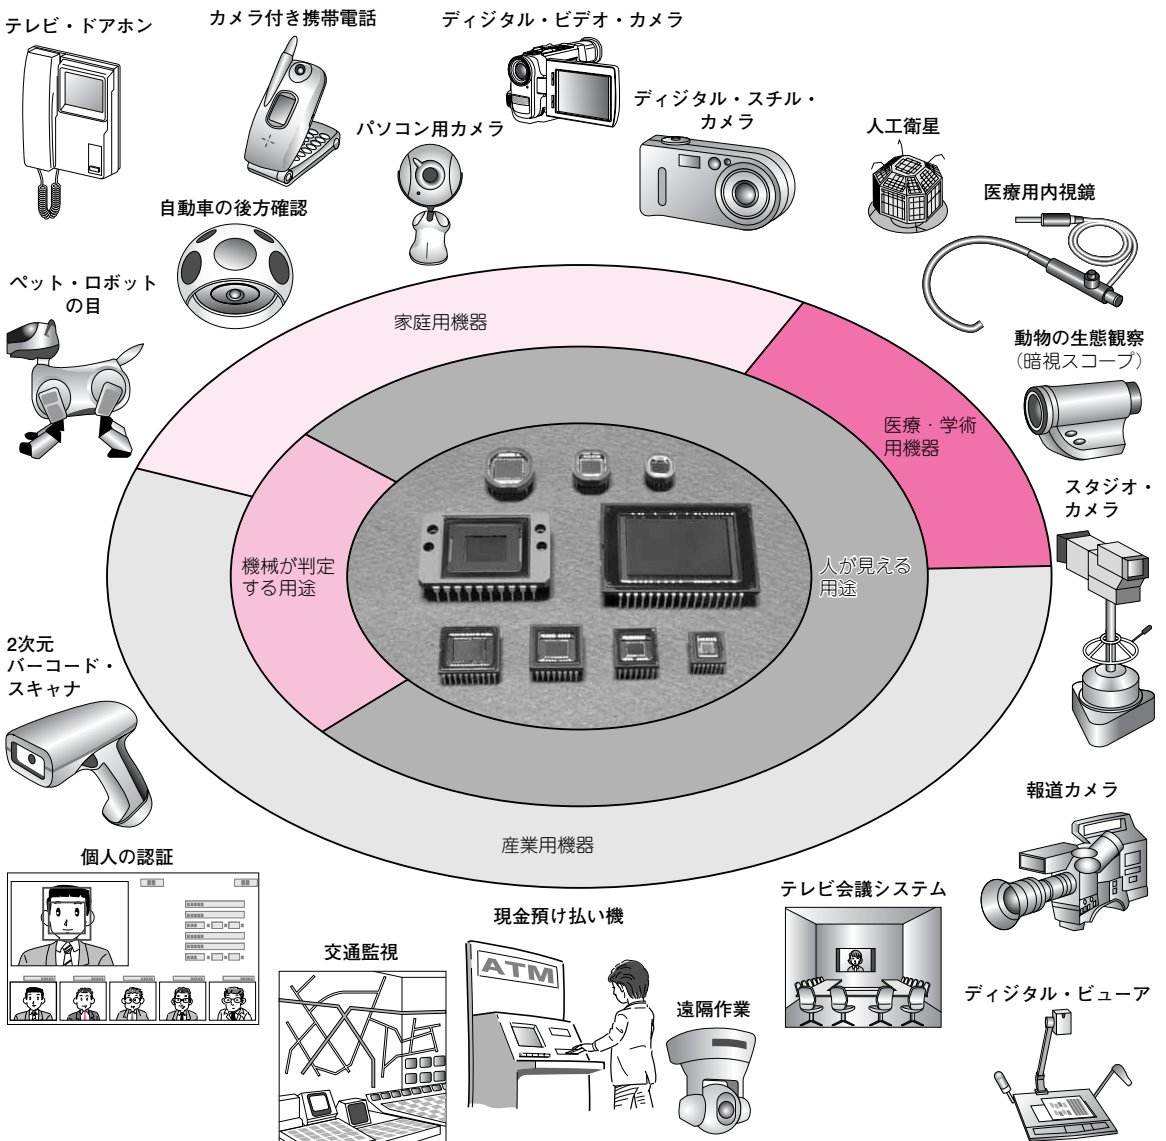 テレビ・ドアホン
カメラ付き携帯電話
ディジタル・ビデオ・カメラ
パソコン用カメラ
ディジタル・スチル・
カメラ
人工衛星
医療用内視鏡
自動車の後方確認
ペット・ロボット
の目
動物の生態観察
(暗視スコープ)
家庭用機器
医療・学術
用機器
スタジオ・
カメラ
機械が判定
する用途
人が見える
用途
2次元
バーコード・
スキャナ
産業用機器
報道カメラ
個人の認証
テレビ会議システム
現金預け払い機
交通監視
ATM
遠隔作業
ディジタル・ビューア